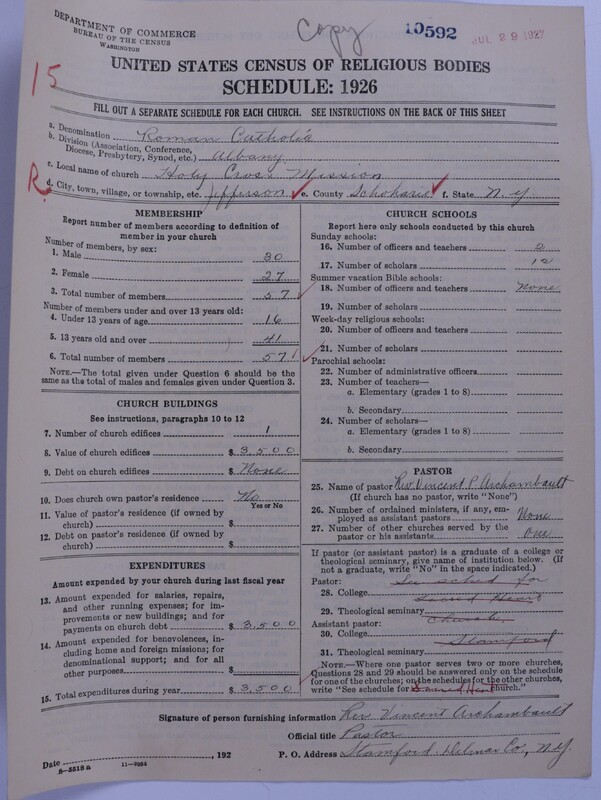 DEPARTMENT OF COMMERCE
BUREAU OF THE CENSUS
WASHINGTON
Copy
10592
JUL 29 1927
15
UNITED STATES CENSUS OF RELIGIOUS BODIES
SCHEDULE: 1926
FILL OUT A SEPARATE SCHEDULE FOR EACH CHURCH. SEE INSTRUCTIONS ON THE BACK OF THIS SHEET
a. Denomination Roman Catholic
b. Division (Association, Conference, Diocese, Presbytery, Synod, etc.) Albany
c. Local name of church Holy Cross Mission
R
d. City, town, village, or township, etc. Jefferson e. County Schoharie f. State N.Y.
MEMBERSHIP
Report number of members according to definition of
member in your church
Number of members, by sex:
1. Male 30
2. Female 27
3. Total number of members 57
Number of members under and over 13 years old:
4. Under 13 years of age 16
5. 13 years old and over 41
6. Total number of members 57
NOTE.—The total given under Question 6 should be the
same as the total of males and females given under Question 3.
CHURCH BUILDINGS
See instructions, paragraphs 10 to 12
7. Number of church edifices 1
8. Value of church edifices $ 3,500
9. Debt on church edifices $ None
10. Does church own pastor's residence? No
Yes or No
11. Value of pastor's residence (if owned by
church) $
12. Debt on pastor's residence (if owned by
church) $
EXPENDITURES
Amount expended by your church during last fiscal year
13. Amount expended for salaries, repairs,
and other running expenses; for im-
provements or new buildings; and for
payments on church debt $ 3,500
14. Amount expended for benevolences, in-
cluding home and foreign missions; for
denominational support; and for all
other purposes $
15. Total expenditures during year $ 3,500
CHURCH SCHOOLS
Report here only schools conducted by this church
Sunday schools:
16. Number of officers and teachers 2
17. Number of scholars 12
Summer vacation Bible schools:
18. Number of officers and teachers None
19. Number of scholars
Week-day religious schools:
20. Number of officers and teachers
21. Number of scholars
Parochial schools:
22. Number of administrative officers
23. Number of teachers—
a. Elementary (grades 1 to 8)
b. Secondary
24. Number of scholars—
a. Elementary (grades 1 to 8)
b. Secondary
PASTOR
25. Name of pastor Rev. Vincent P. Archambault
(If church has no pastor, write "None")
26. Number of ordained ministers, if any, em-
ployed as assistant pastors None
27. Number of other churches served by the
pastor or his assistants One
If pastor (or assistant pastor) is a graduate of a college or
theological seminary, give name of institution below. (If
not a graduate, write "No" in the space indicated.)
Pastor: See sched for
28. College Sacred Heart
29. Theological seminary Church
Assistant pastor:
30. College Stamford
31. Theological seminary
NOTE.—Where one pastor serves two or more churches,
Questions 28 and 29 should be answered only on the schedule
for one of the churches; on the schedules for the other churches,
write "See schedule for Sacred Heart church."
Signature of person furnishing information Rev. Vincent Archambault
Official title Pastor
Date , 192 P. O. Address Stamford, Delmar Co., N.Y.
8-5518 a 11-9094